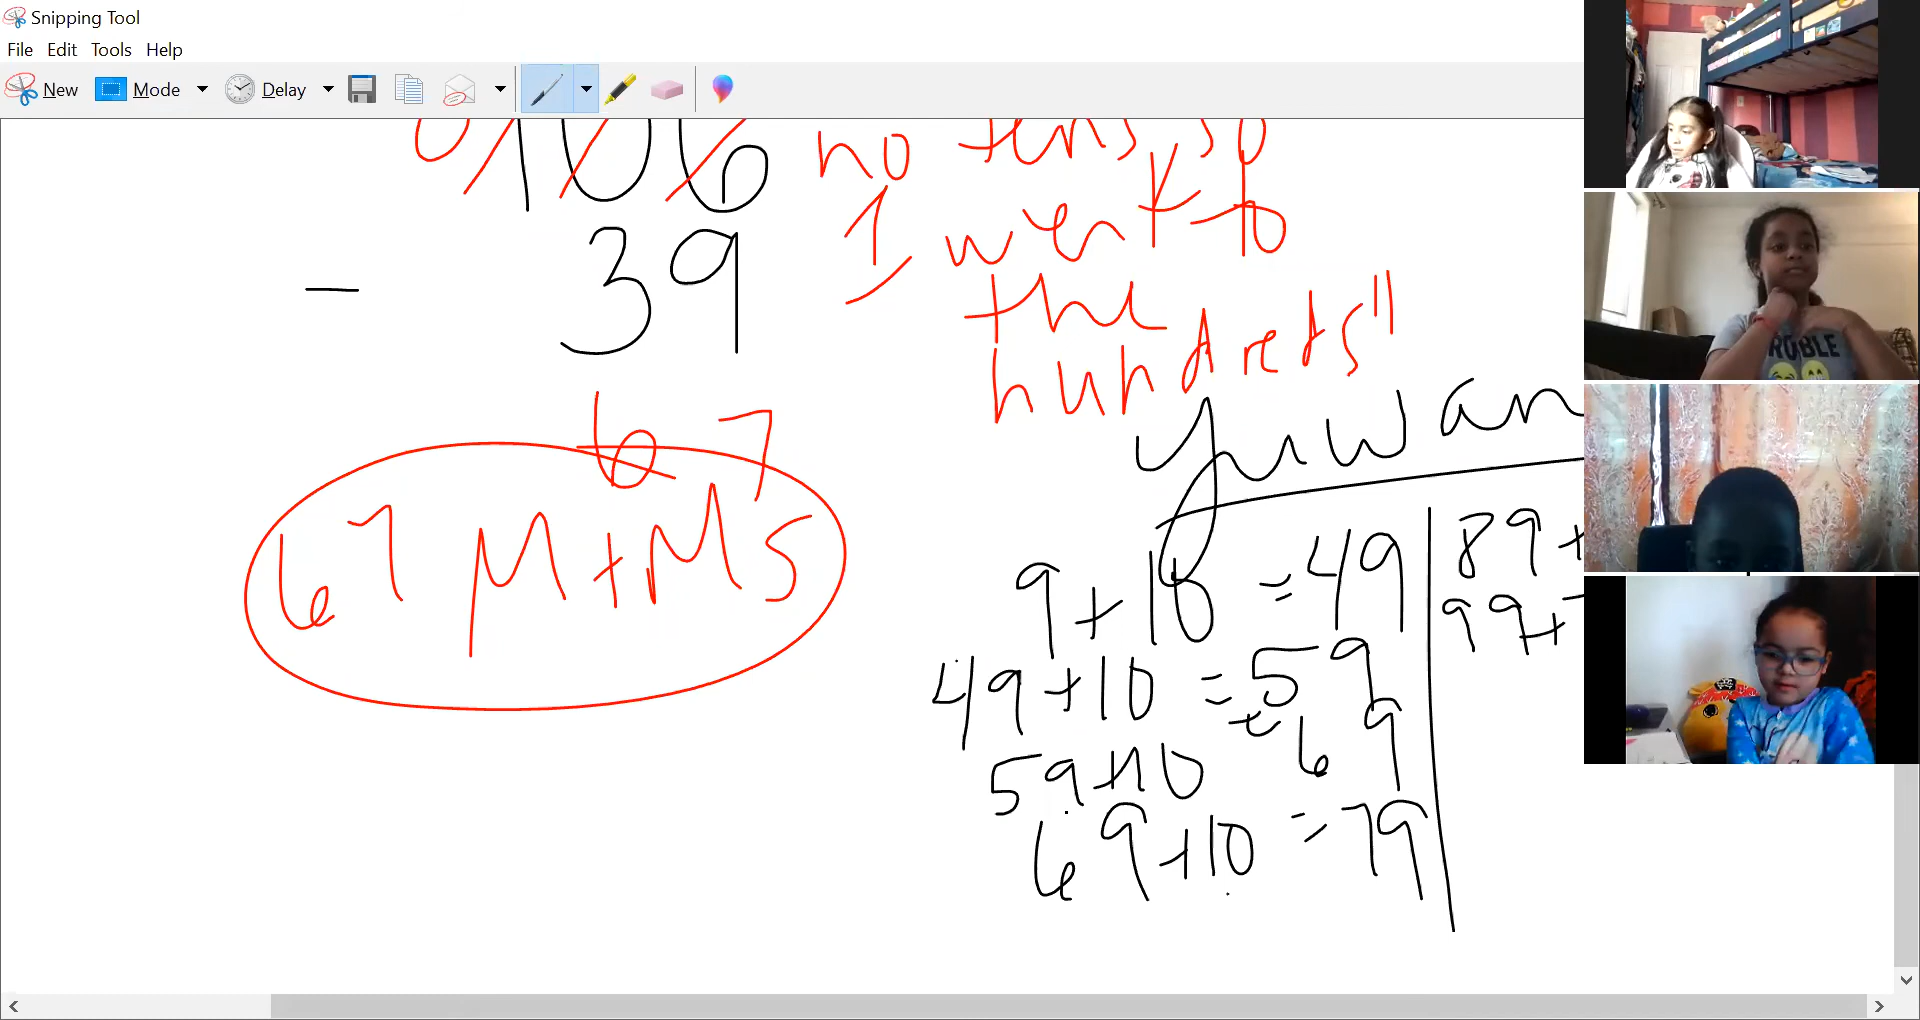 Snipping Tool
File Edit Tools Help
New Mode Delay
106 no tens, so
- 39 I went to
the
hundreds"
67
67 M+Ms
Yuwan
9+10 = 49
49+10 = 59
59+10 = 69
69+10 = 79
89+
99+